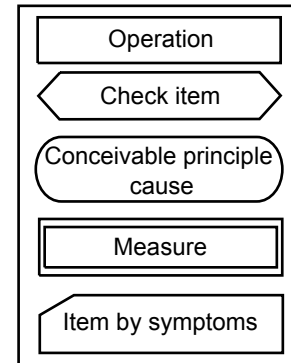 Operation
Check item
Conceivable principle
cause
Measure
Item by symptoms